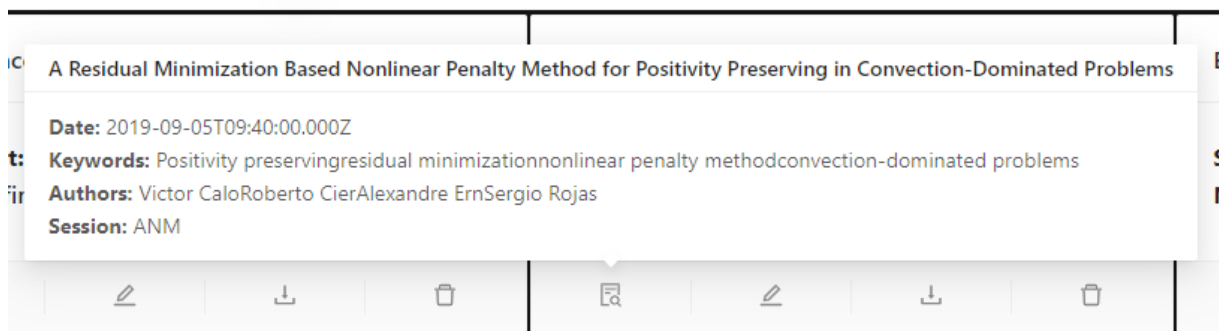 A Residual Minimization Based Nonlinear Penalty Method for Positivity Preserving in Convection-Dominated Problems
Date: 2019-09-05T09:40:00.000Z
t:
Keywords: Positivity preservingresidual minimizationnonlinear penalty methodconvection-dominated problems
Authors: Victor CaloRoberto CierAlexandre ErnSergio Rojas
Session: ANM